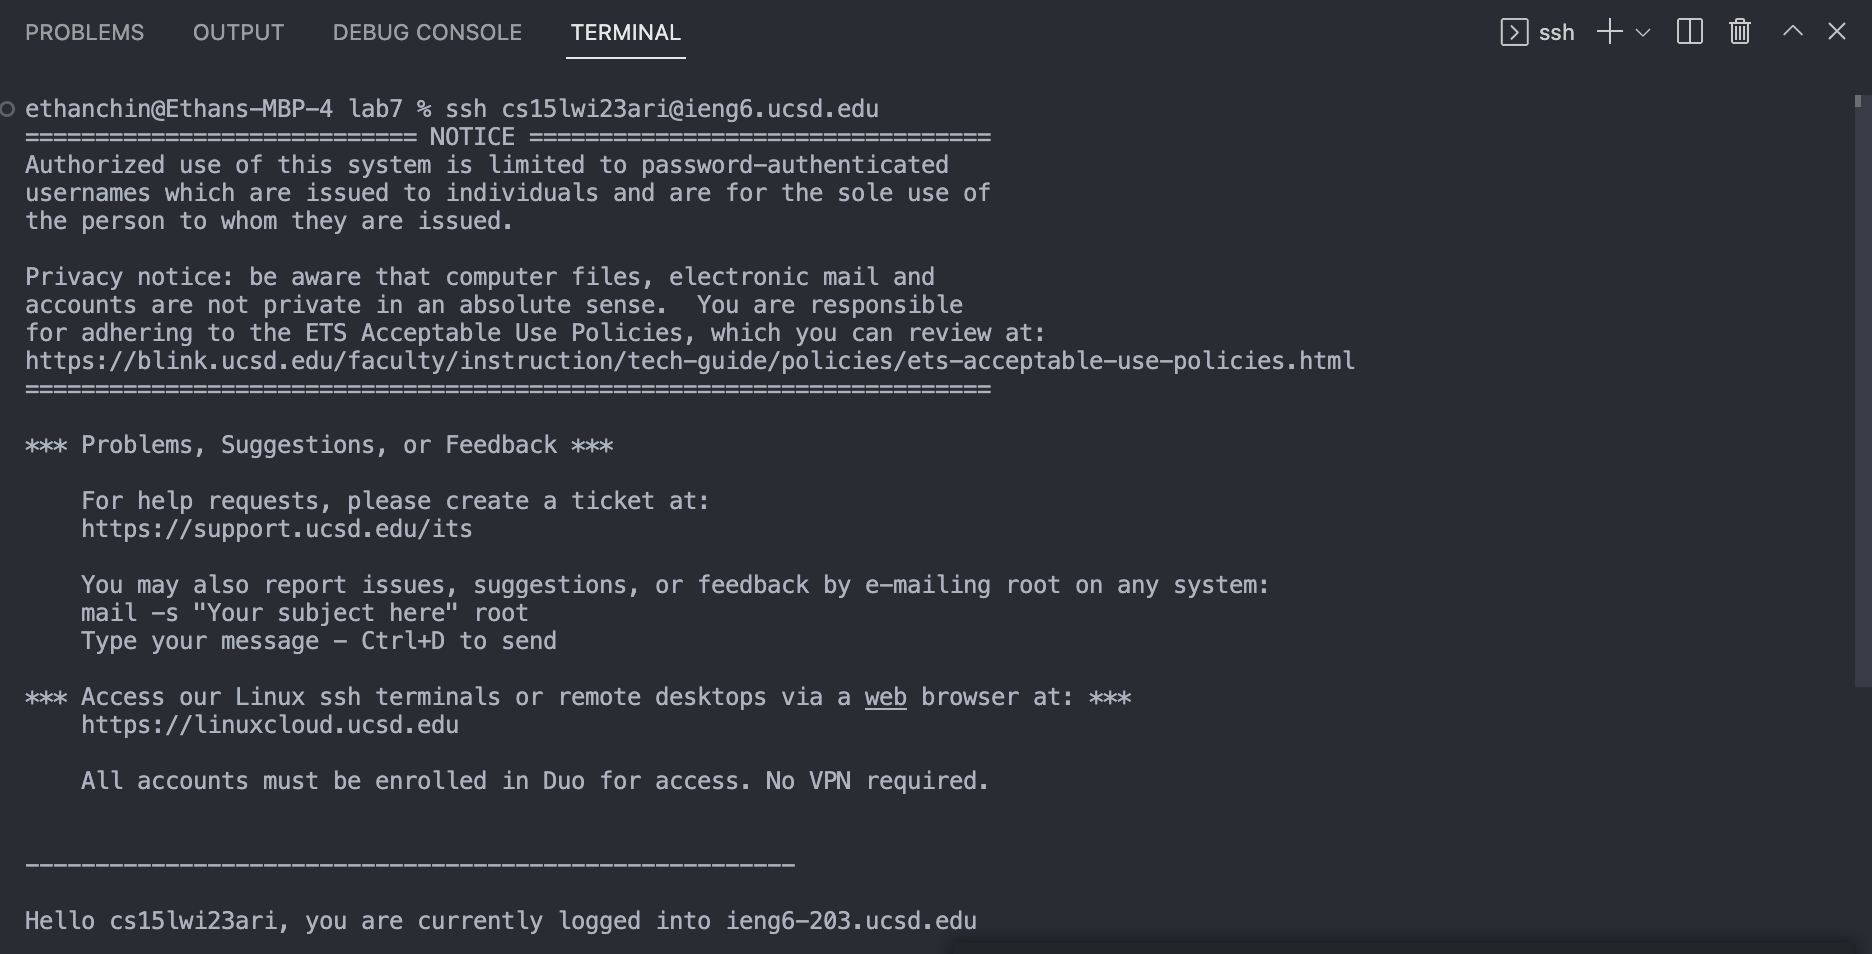 PROBLEMS OUTPUT DEBUG CONSOLE TERMINAL ssh
ethanchin@Ethans-MBP-4 lab7 % ssh cs15lwi23ari@ieng6.ucsd.edu
============================ NOTICE =================================
Authorized use of this system is limited to password-authenticated
usernames which are issued to individuals and are for the sole use of
the person to whom they are issued.

Privacy notice: be aware that computer files, electronic mail and
accounts are not private in an absolute sense.  You are responsible
for adhering to the ETS Acceptable Use Policies, which you can review at:
https://blink.ucsd.edu/faculty/instruction/tech-guide/policies/ets-acceptable-use-policies.html
=====================================================================

*** Problems, Suggestions, or Feedback ***

    For help requests, please create a ticket at:
    https://support.ucsd.edu/its

    You may also report issues, suggestions, or feedback by e-mailing root on any system:
    mail -s "Your subject here" root
    Type your message - Ctrl+D to send

*** Access our Linux ssh terminals or remote desktops via a web browser at: ***
    https://linuxcloud.ucsd.edu

    All accounts must be enrolled in Duo for access. No VPN required.

-------------------------------------------------------

Hello cs15lwi23ari, you are currently logged into ieng6-203.ucsd.edu